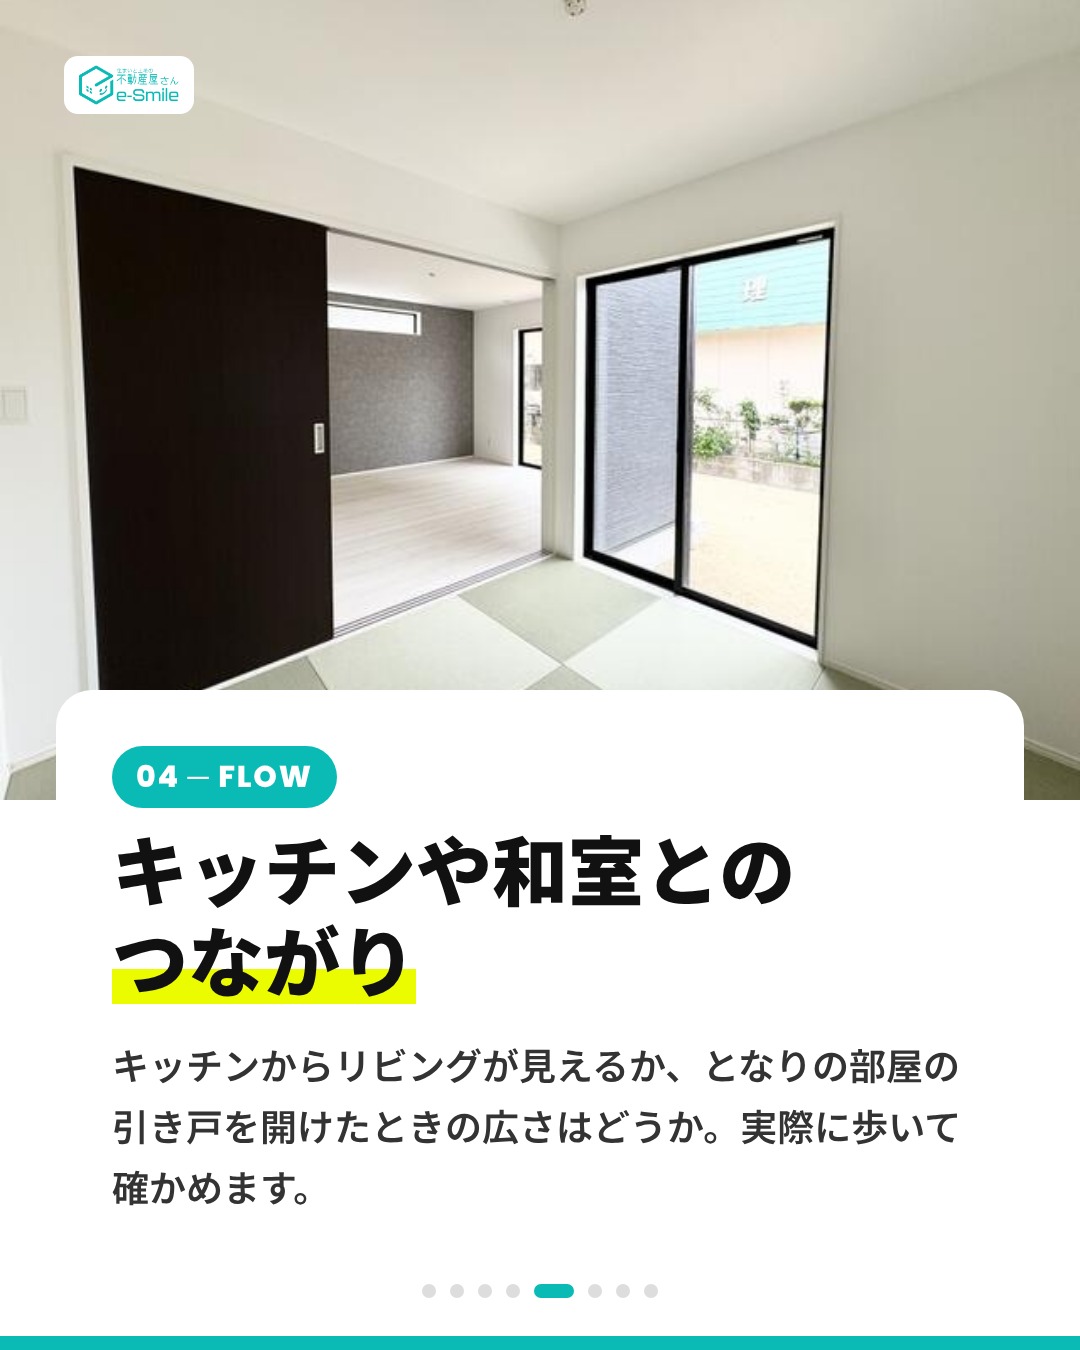 不動産屋さん
e-Smile
理
04 — FLOW
キッチンや和室との
つながり
キッチンからリビングが見えるか、となりの部屋の
引き戸を開けたときの広さはどうか。実際に歩いて
確かめます。